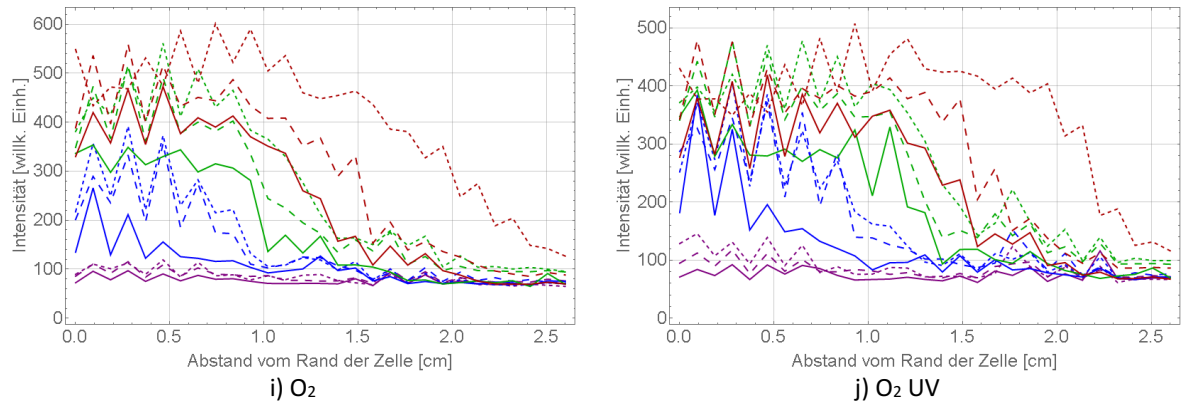 600
500
400
300
200
100
0
Intensität [willk. Einh.]
0.0 0.5 1.0 1.5 2.0 2.5
Abstand vom Rand der Zelle [cm]
i) O₂
500
400
300
200
100
0
Intensität [willk. Einh.]
0.0 0.5 1.0 1.5 2.0 2.5
Abstand vom Rand der Zelle [cm]
j) O₂ UV